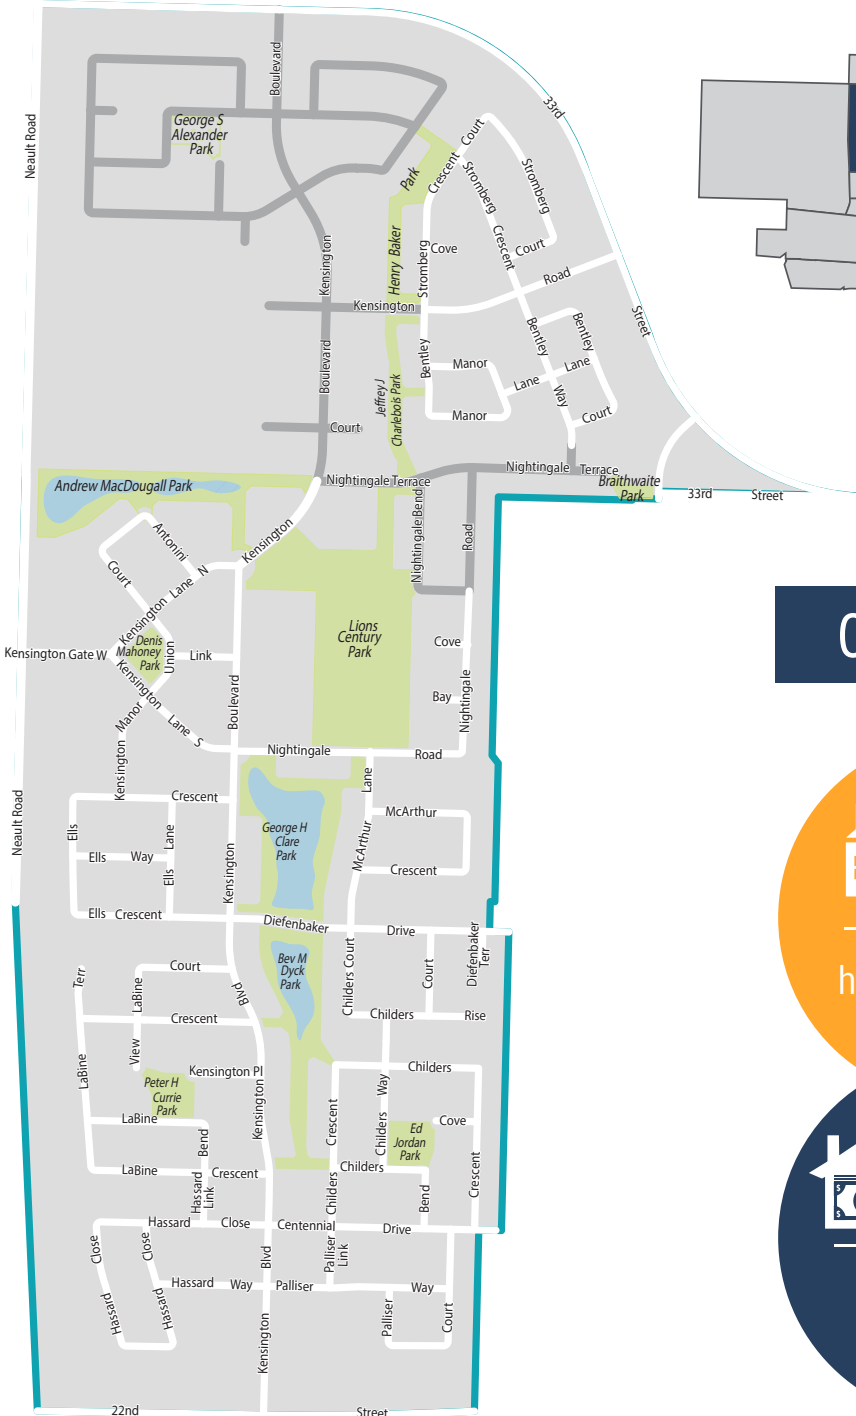 Boulevard
33rd
Neault Road
George S
Alexander
Park
Court
Crescent
Park
Stromberg
Stromberg
Crescent
Court
Cove
Stromberg
Henry Baker
Kensington
Road
Kensington
Street
Bentley
Bentley
Boulevard
Bentley
Manor
Lane
Lane
Jeffrey J
Charlebois Park
Way
Manor
Court
Court
Nightingale Terrace
Nightingale
Terrace
Braithwaite
Park
33rd
Street
Andrew MacDougall Park
Antonini
Court
Kensington
Nightingale Bend
Road
Kensington
Lane
N
0
Lions
Century
Park
Denis
Mahoney
Park
Kensington Gate W
Union
Link
Cove
Kensington
Lane
S
Boulevard
Bay
Nightingale
Manor
Kensington
Nightingale
Road
Lane
Crescent
McArthur
Neault Road
Ells
Lane
George H
Clare
Park
McArthur
Ells
Way
Ells
Kensington
Crescent
Ells
Crescent
Diefenbaker
Drive
Diefenbaker
Terr
Bev M
Dyck
Park
Childers Court
Court
Terr
Court
LaBine
Blvd
h
Crescent
Childers
Rise
View
LaBine
Kensington Pl
Childers
Peter H
Currie
Park
Way
Kensington
Crescent
Childers
LaBine
Cove
Ed
Jordan
Park
Bend
LaBine
Crescent
Childers
Childers
Crescent
Hassard
Link
Bend
Hassard
Close
Centennial
Drive
Close
Close
Blvd
Palliser
Link
Hassard
Way
Palliser
Way
Hassard
Hassard
Kensington
Palliser
Court
22nd
Street